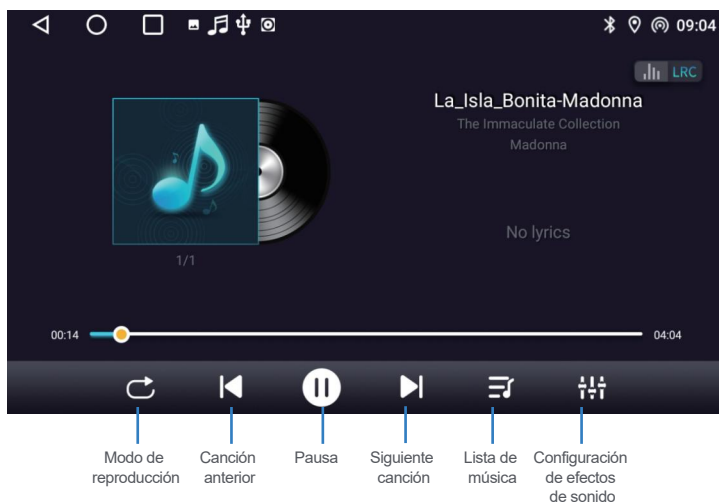 09:04
LRC
La_Isla_Bonita-Madonna
The Immaculate Collection
Madonna
No lyrics
1/1
00:14
04:04
Modo de
reproducción
Canción
anterior
Pausa
Siguiente
canción
Lista de
música
Configuración
de efectos
de sonido